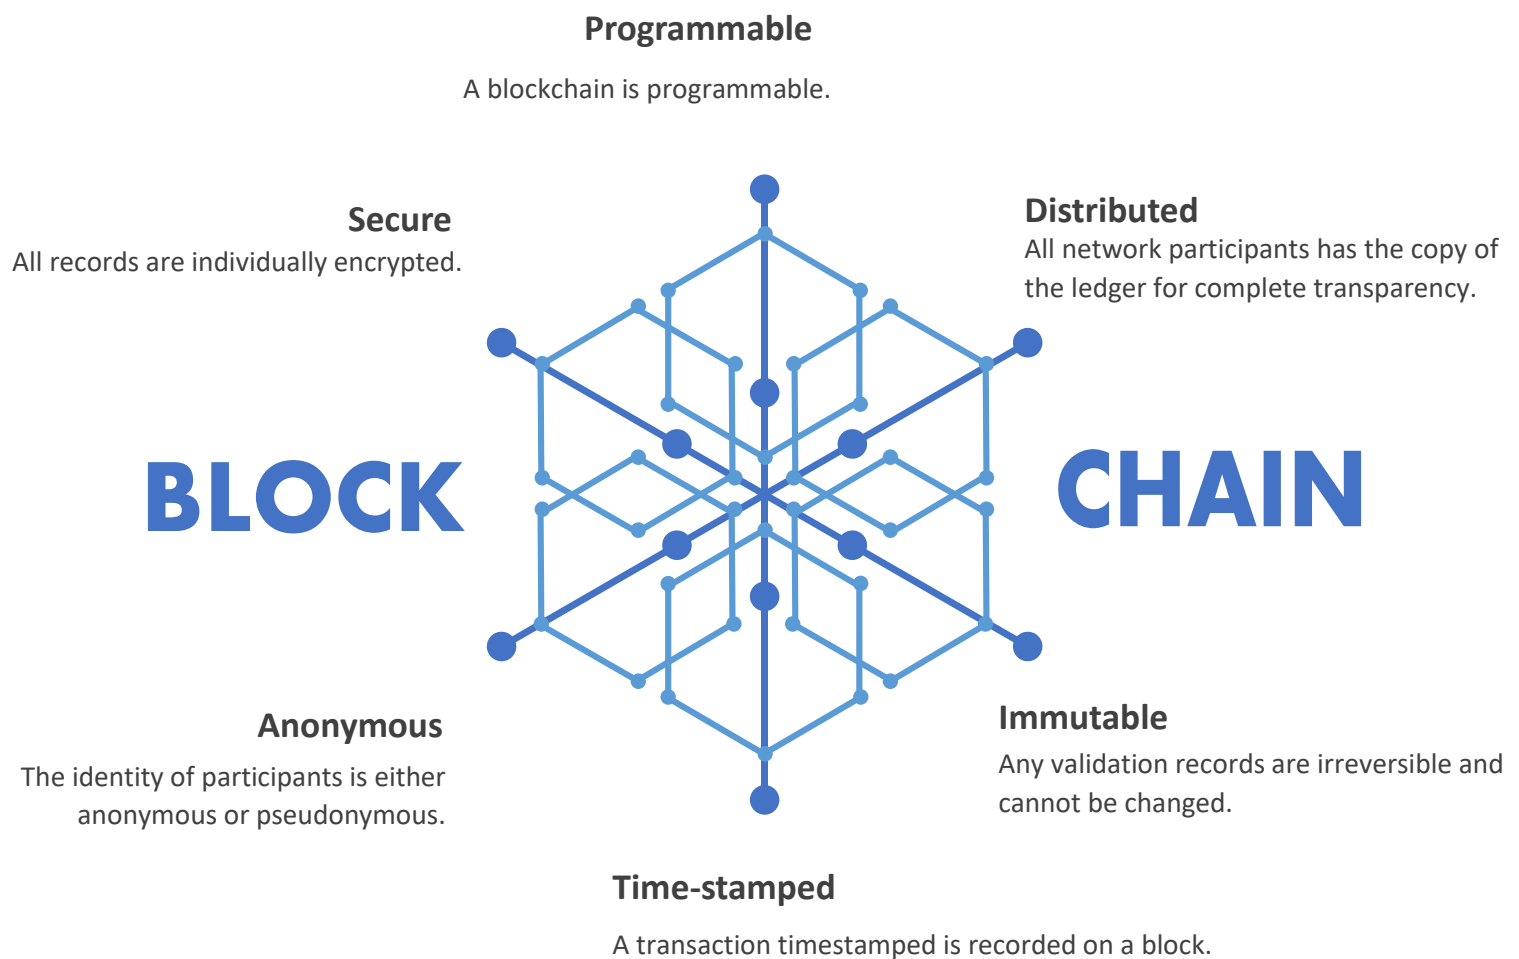 Programmable
A blockchain is programmable.
Secure
All records are individually encrypted.
Distributed
All network participants has the copy of
the ledger for complete transparency.
BLOCK
CHAIN
Anonymous
The identity of participants is either
anonymous or pseudonymous.
Immutable
Any validation records are irreversible and
cannot be changed.
Time-stamped
A transaction timestamped is recorded on a block.